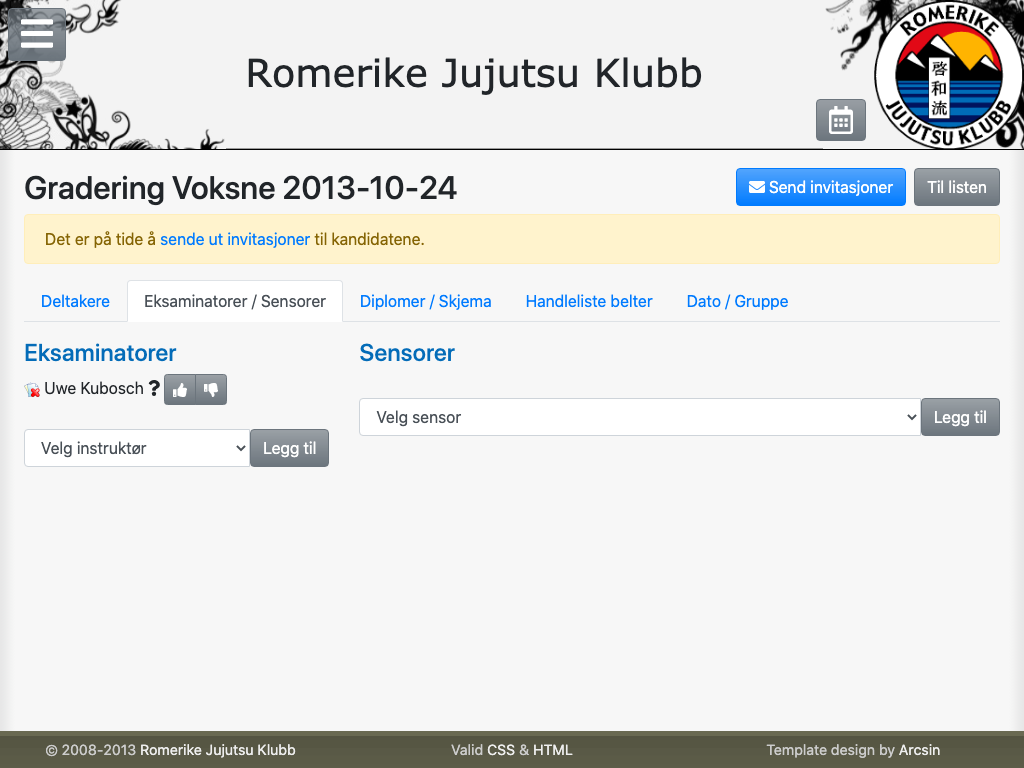 Romerike Jujutsu Klubb
ROMERIKE
啓和流
JUJUTSU KLUBB
Gradering Voksne 2013-10-24
Send invitasjoner
Til listen
Det er på tide å sende ut invitasjoner til kandidatene.
Deltakere
Eksaminatorer / Sensorer
Diplomer / Skjema
Handleliste belter
Dato / Gruppe
Eksaminatorer
Uwe Kubosch ?
Velg instruktør
Legg til
Sensorer
Velg sensor
Legg til
© 2008-2013 Romerike Jujutsu Klubb
Valid CSS & HTML
Template design by Arcsin